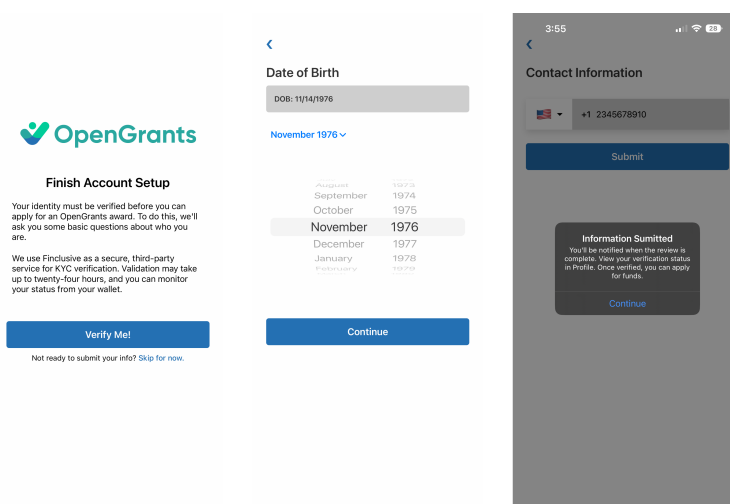 OpenGrants
Finish Account Setup
Your identity must be verified before you can
apply for an OpenGrants award. To do this, we'll
ask you some basic questions about who you
are.
We use Finclusive as a secure, third-party
service for KYC verification. Validation may take
up to twenty-four hours, and you can monitor
your status from your wallet.
Verify Me!
Not ready to submit your info? Skip for now.
Date of Birth
DOB: 11/14/1976
November 1976
August 1973
September 1974
October 1975
November 1976
December 1977
January 1978
February 1979
Continue
3:55
28
Contact Information
+1 2345678910
Submit
Information Sumitted
You'll be notified when the review is
complete. View your verification status
in Profile. Once verified, you can apply
for funds.
Continue